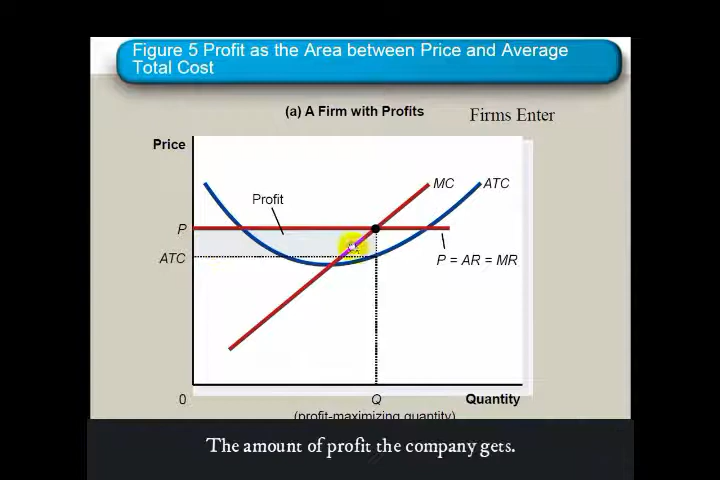 Figure 5 Profit as the Area between Price and Average
Total Cost
(a) A Firm with Profits
Firms Enter
Price
MC
ATC
Profit
P
ATC
P = AR = MR
0
Q
Quantity
(profit-maximizing quantity)
The amount of profit the company gets.